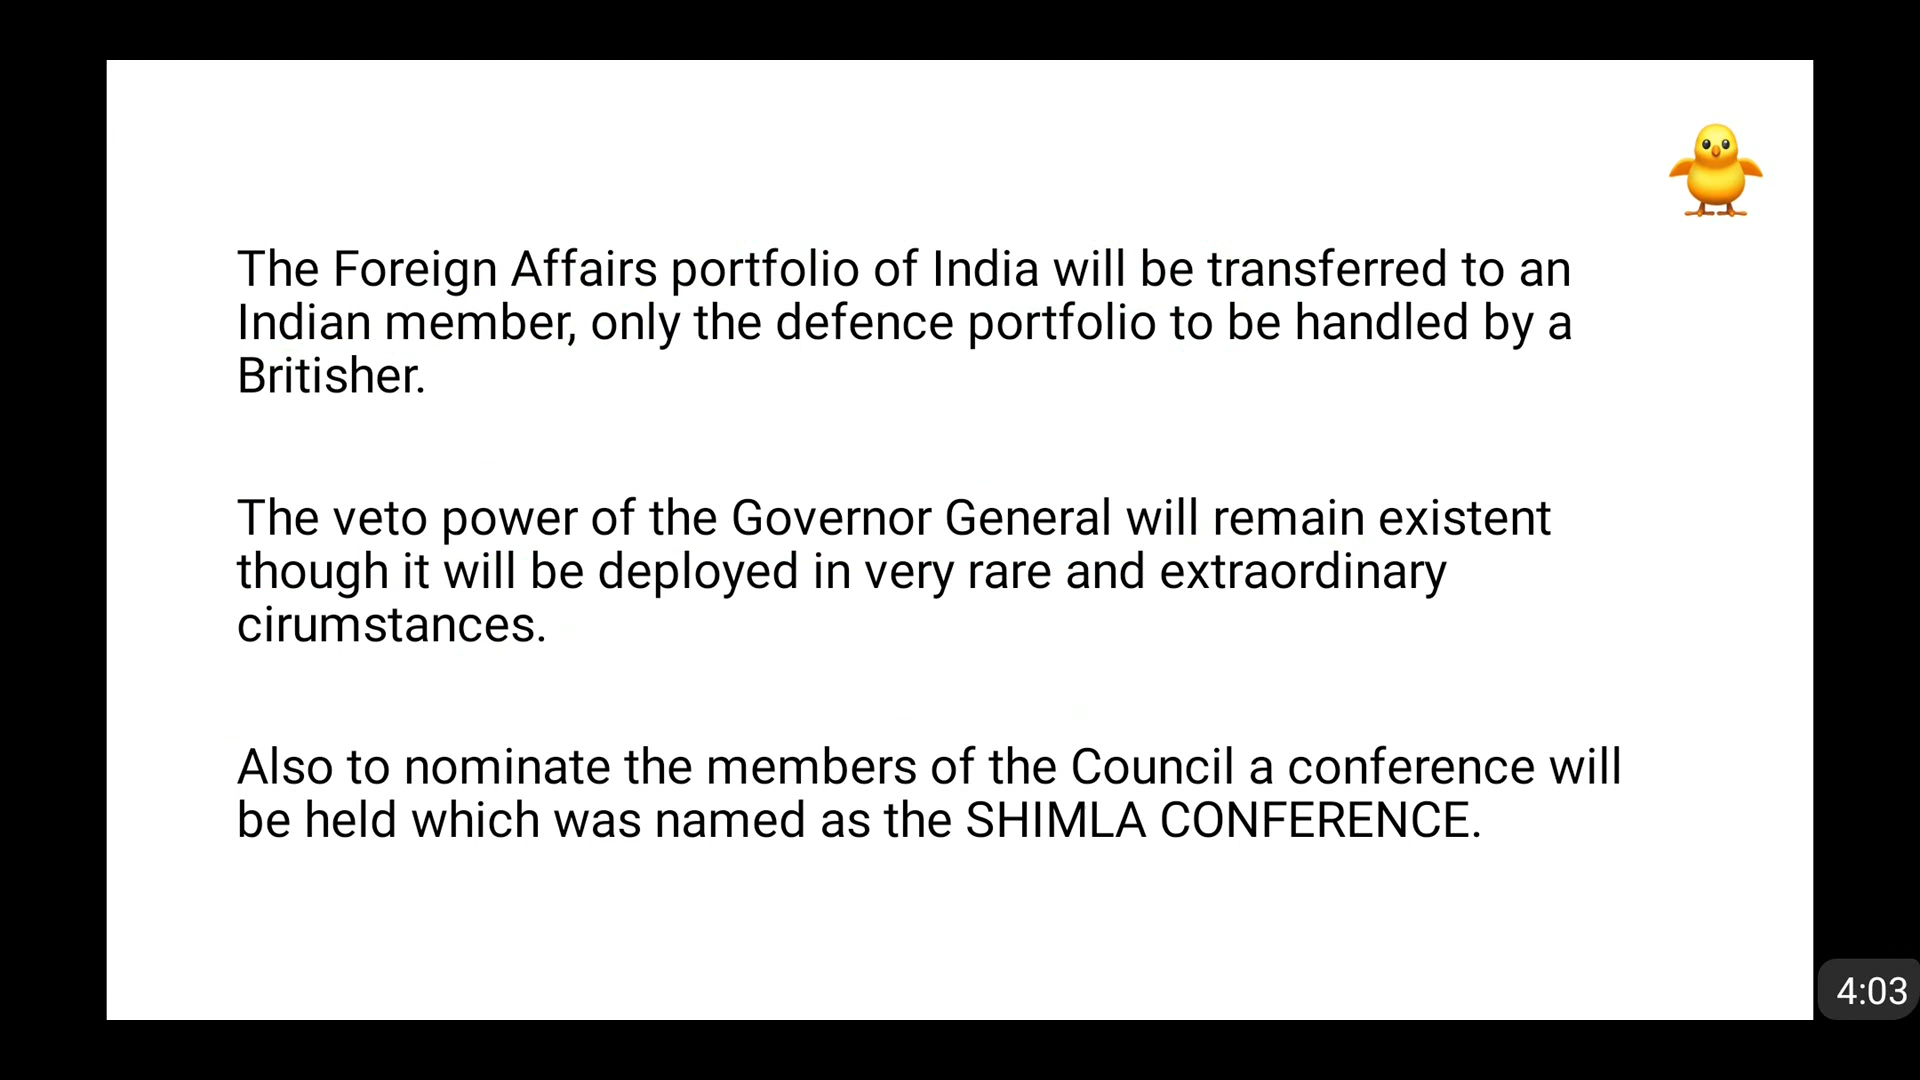 The Foreign Affairs portfolio of India will be transferred to an
Indian member, only the defence portfolio to be handled by a
Britisher.
The veto power of the Governor General will remain existent
though it will be deployed in very rare and extraordinary
cirumstances.
Also to nominate the members of the Council a conference will
be held which was named as the SHIMLA CONFERENCE.
4:03